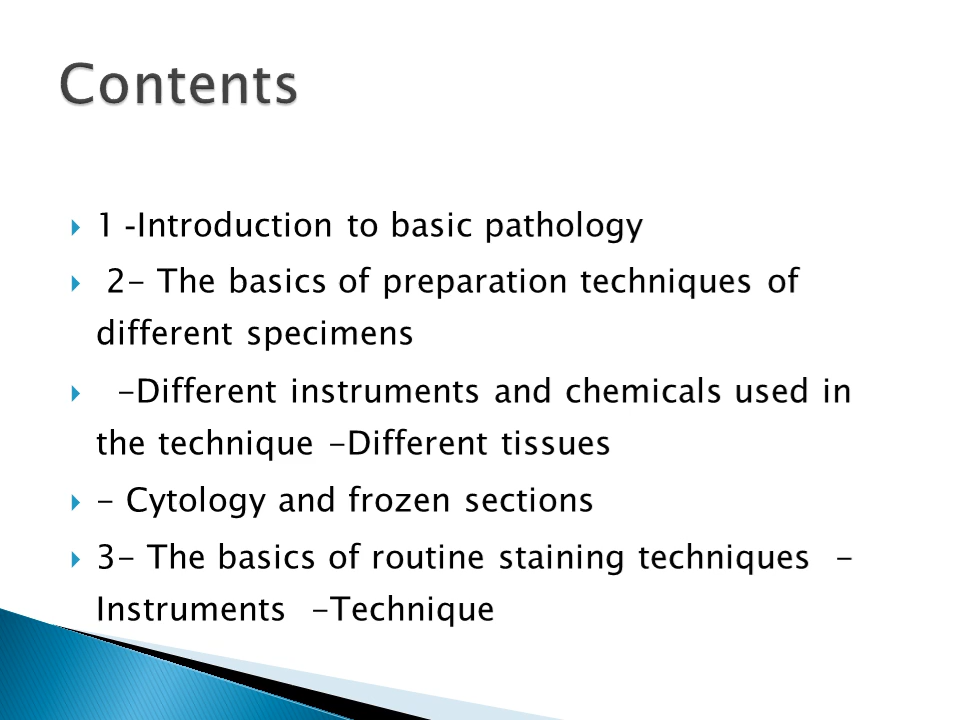 Contents
1 -Introduction to basic pathology
2- The basics of preparation techniques of
different specimens
-Different instruments and chemicals used in
the technique -Different tissues
- Cytology and frozen sections
3- The basics of routine staining techniques -
Instruments -Technique